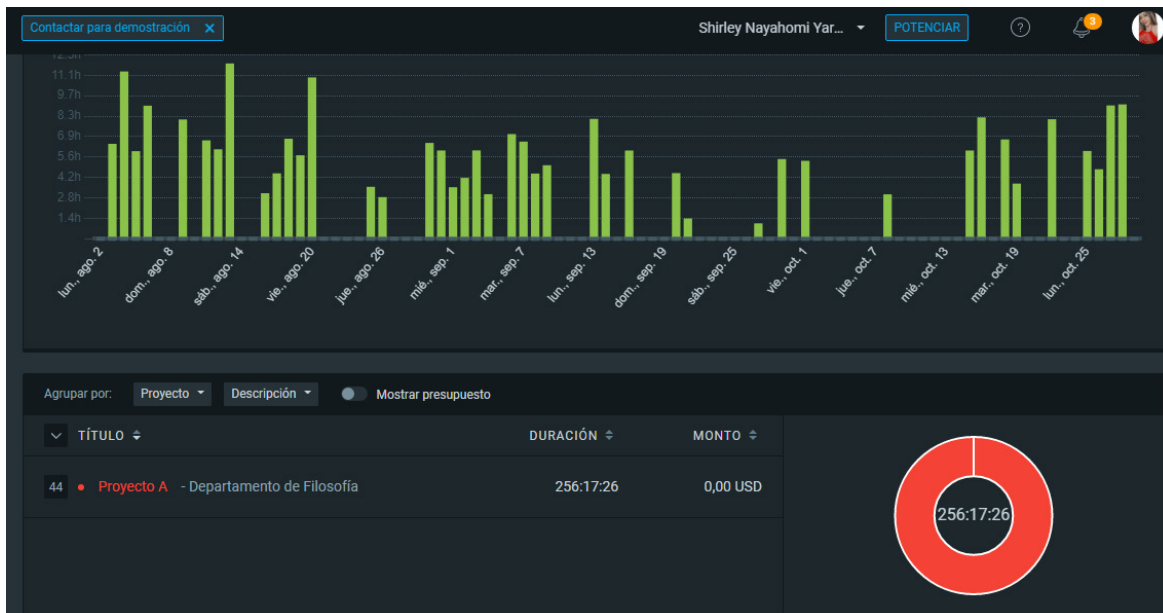 Contactar para demostración X
Shirley Nayahomi Yar...
POTENCIAR
?
3
11.1h
9.7h
8.3h
6.9h
5.6h
4.2h
2.8h
1.4h
lun., ago. 2
dom., ago. 8
sáb., ago. 14
vie., ago. 20
jue., ago. 26
mié., sep. 1
mar., sep. 7
lun., sep. 13
dom., sep. 19
sáb., sep. 25
vie., oct. 1
jue., oct. 7
mié., oct. 13
mar., oct. 19
lun., oct. 25
Agrupar por: Proyecto Descripción Mostrar presupuesto
TÍTULO DURACIÓN MONTO
44 • Proyecto A - Departamento de Filosofía 256:17:26 0,00 USD
256:17:26